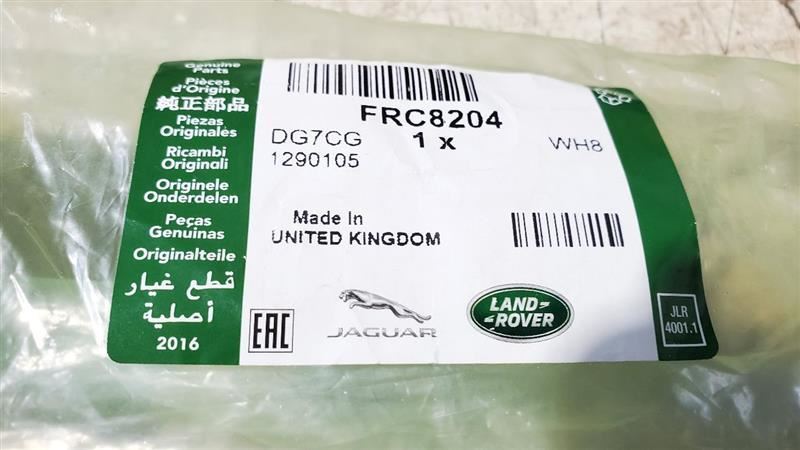 Genuine
Parts
Pièces
d'Origine
純正部品
Piezas
Originales
Ricambi
Originali
Originele
Onderdelen
Peças
Genuinas
Originalteile
قطع غيار
أصلية
2016
FRC8204
DG7CG
1 x
WH8
1290105
Made In
UNITED KINGDOM
EAC
JAGUAR
LAND-
-ROVER
JLR
4001.1